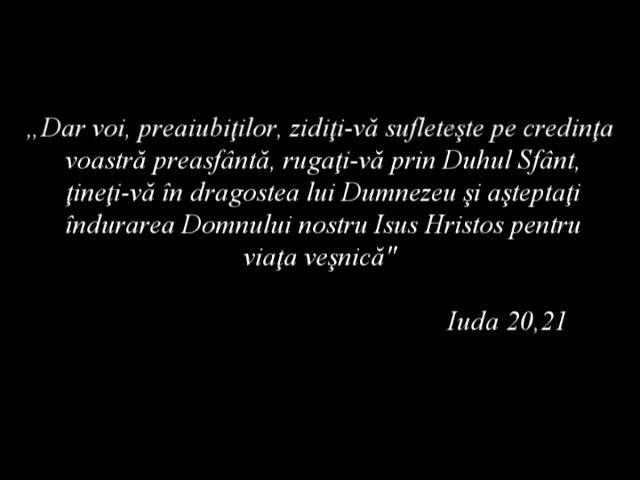 „Dar voi, preaiubiţilor, zidiţi-vă sufleteşte pe credinţa
voastră preasfântă, rugaţi-vă prin Duhul Sfânt,
ţineţi-vă în dragostea lui Dumnezeu şi aşteptaţi
îndurarea Domnului nostru Isus Hristos pentru
viaţa veşnică"
Iuda 20,21